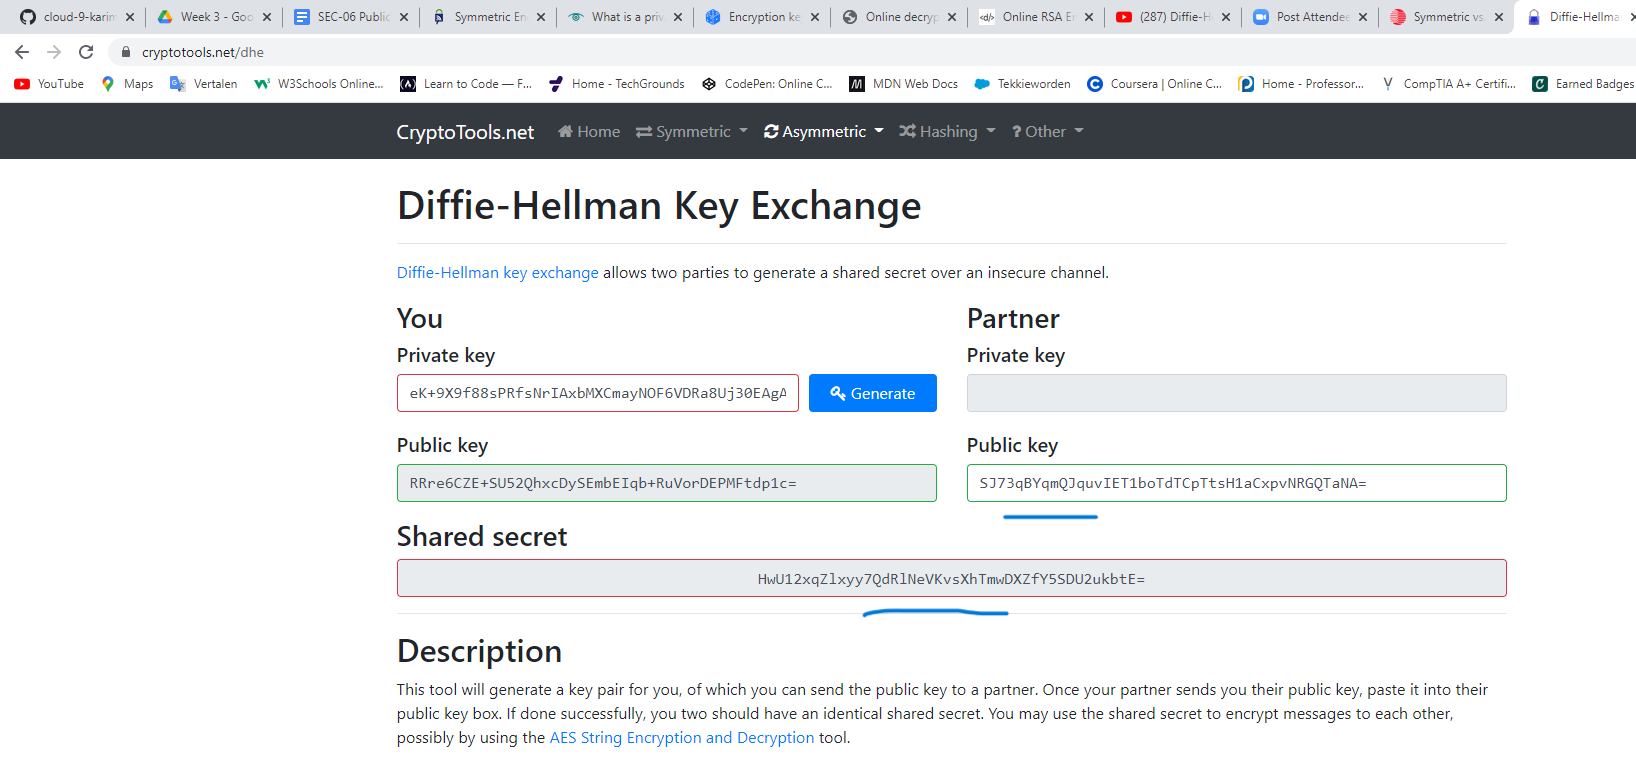 cloud-9-karim
Week 3 - Goo
SEC-06 Public
Symmetric En
What is a priv
Encryption ke
Online decryp
Online RSA En
(287) Diffie-H
Post Attendee
Symmetric vs.
Diffie-Hellma
cryptotools.net/dhe
YouTube
Maps
Vertalen
W3Schools Online...
Learn to Code — F...
Home - TechGrounds
CodePen: Online C...
MDN Web Docs
Tekkieworden
Coursera | Online C...
Home - Professor...
CompTIA A+ Certifi...
Earned Badges
CryptoTools.net Home Symmetric Asymmetric Hashing ? Other
Diffie-Hellman Key Exchange
Diffie-Hellman key exchange allows two parties to generate a shared secret over an insecure channel.
You
Private key
eK+9X9f88sPRfsNrIAxbMXCmayNOF6VDRa8Uj30EAgA
Generate
Public key
RRre6CZE+SU52QhxcDySEmbEIqb+RuVorDEPMFtdp1c=
Partner
Private key
Public key
SJ73qBYqmQJquvIET1boTdTCpTtsH1aCxpvNRGQTaNA=
Shared secret
HwU12xqZlxyy7QdRlNeVKvsXhTmwDXZfY5SDU2ukbtE=
Description
This tool will generate a key pair for you, of which you can send the public key to a partner. Once your partner sends you their public key, paste it into their
public key box. If done successfully, you two should have an identical shared secret. You may use the shared secret to encrypt messages to each other,
possibly by using the AES String Encryption and Decryption tool.